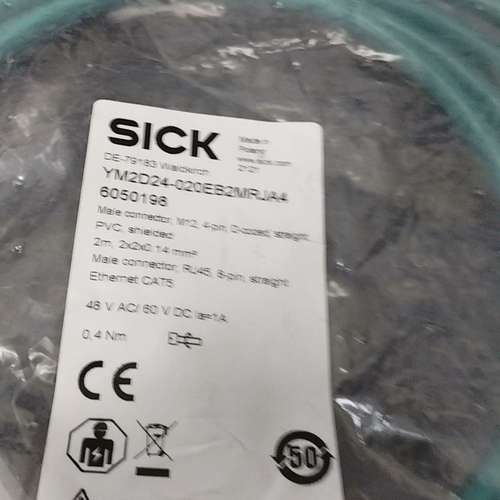 SICK
Made in
Poland
www.sick.com
21/21
DE-79183 Waldkirch
YM2D24-020EB2MRJA4
6050198
Male connector, M12, 4-pin, D-coded, straight
PVC, shielded
2m, 2x2x0.14 mm²
Male connector, RJ45, 8-pin, straight
Ethernet CAT5
48 V AC/ 60 V DC Ia=1A
0,4 Nm
CE
50